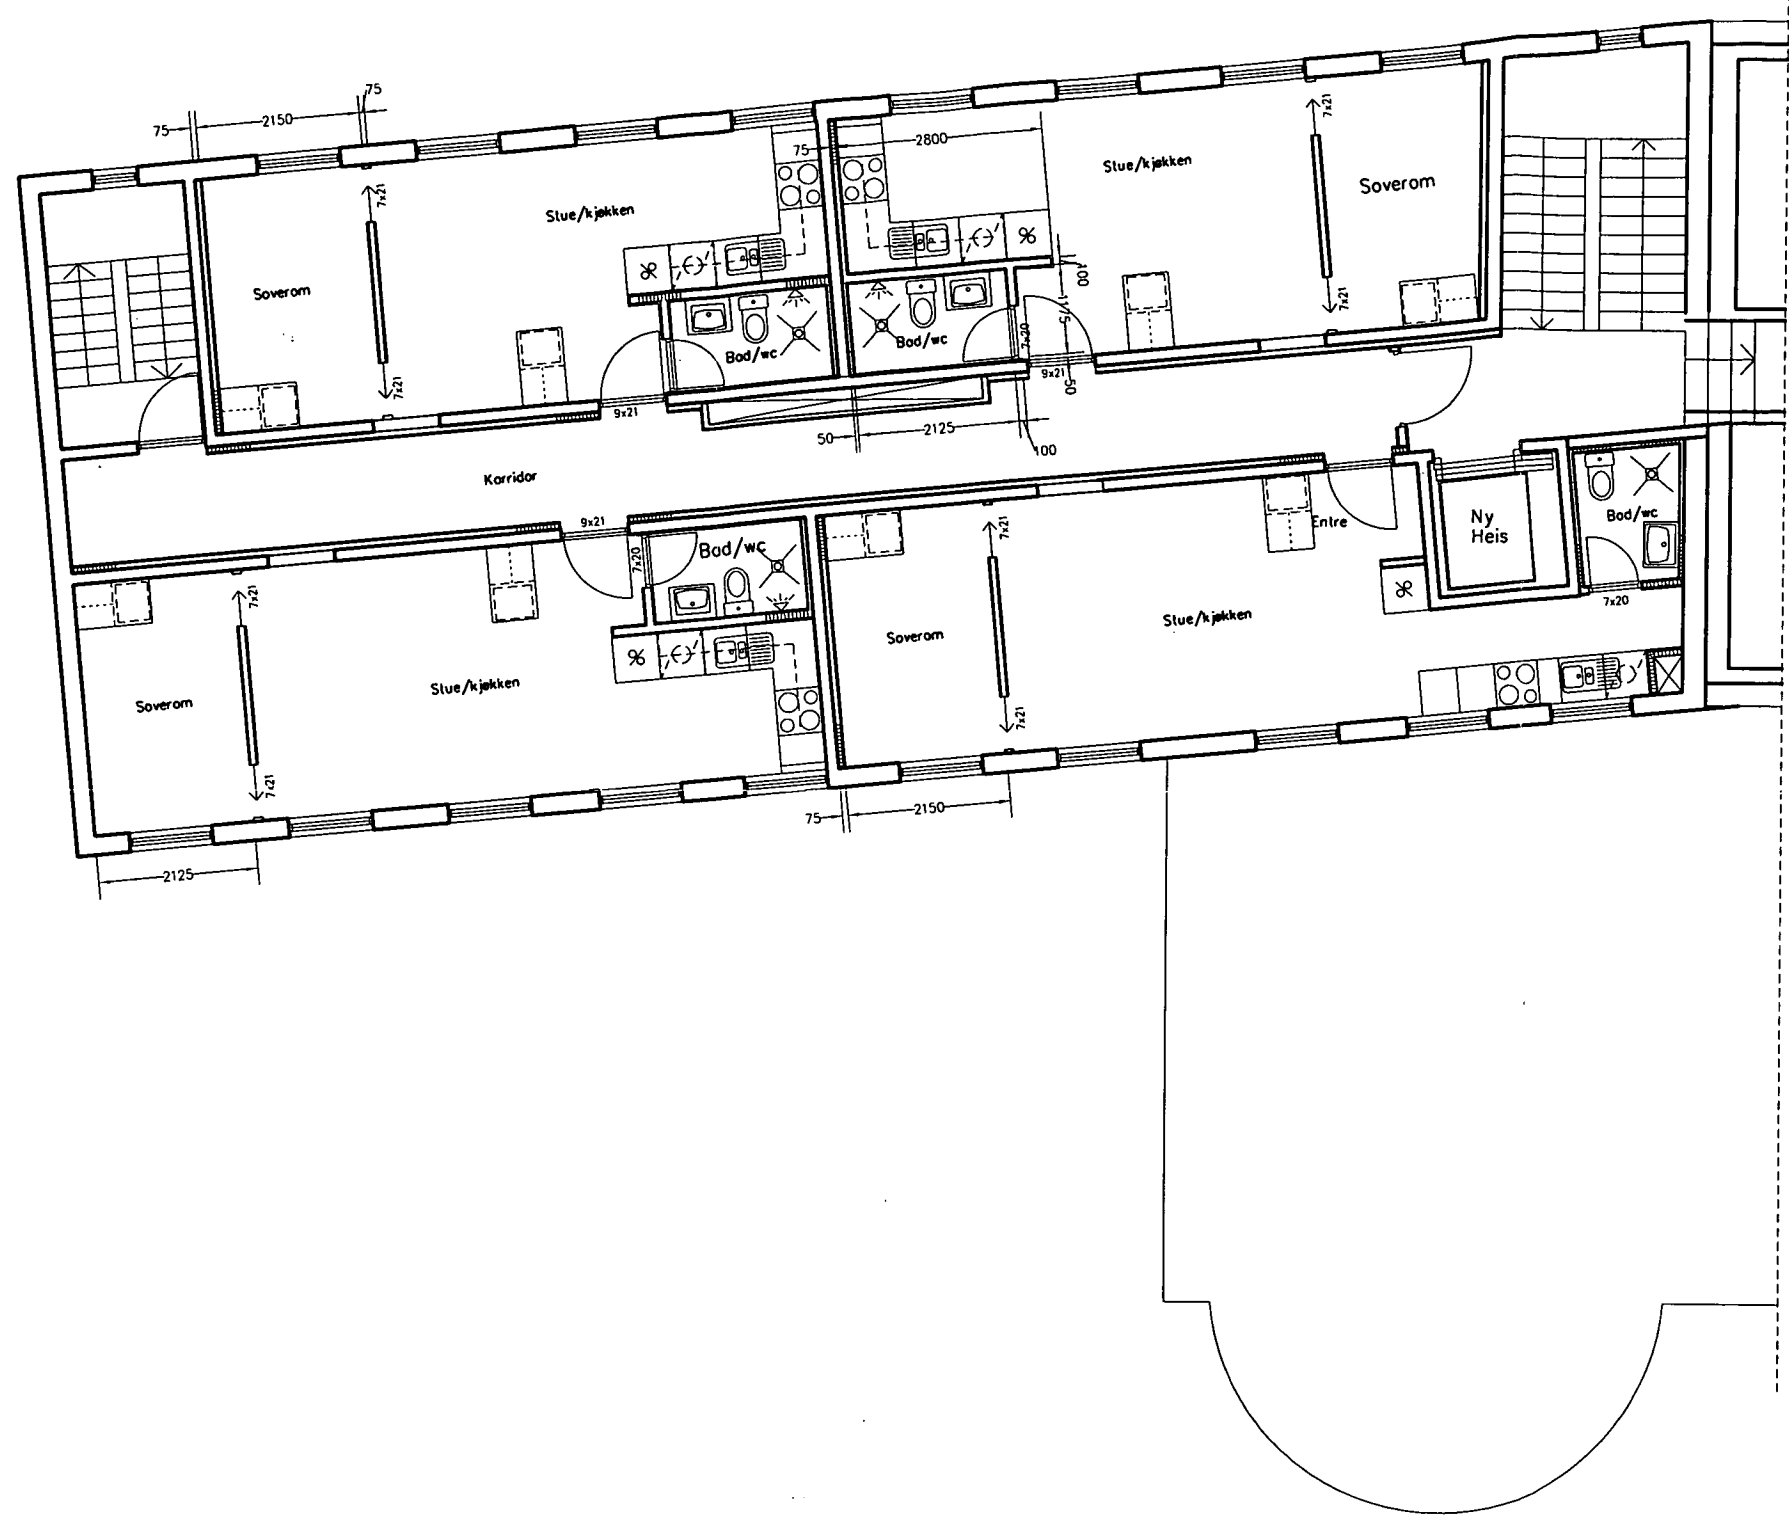 75
2150
75
Stue/kjøkken
Soverom
7x21
7x21
Bad/wc
9x21
75
2800
Stue/kjøkken
Soverom
7x21
7x21
Bad/wc
7x20
9x21
100
1175
50
50
2125
100
Korridor
9x21
7x20
Bad/wc
Soverom
7x21
7x21
Stue/kjøkken
2125
Soverom
7x21
7x21
Stue/kjøkken
Entre
Ny
Heis
Bad/wc
7x20
75
2150